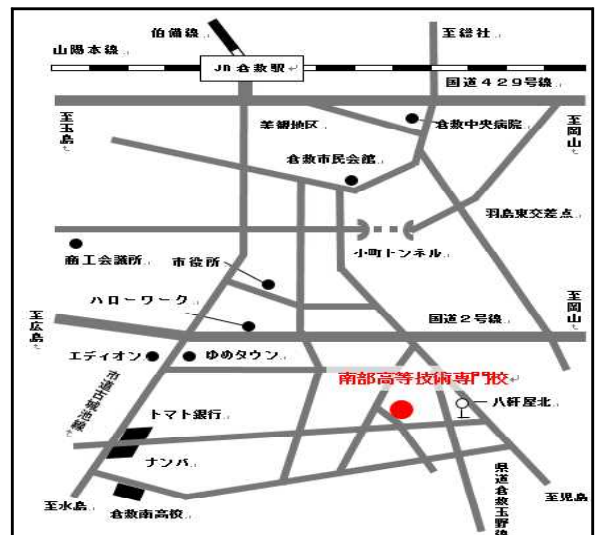 伯備線
至総社
山陽本線
JR倉敷駅
国道429号線
至玉島
美観地区
倉敷中央病院
至岡山
倉敷市民会館
羽島東交差点
小町トンネル
商工会議所
市役所
至岡山
ハローワーク
至広島
国道2号線
エディオン
ゆめタウン
南部高等技術専門校
市道古城池線
トマト銀行
八軒屋北
ナンバ
至水島
倉敷南高校
県道倉敷玉野線
至児島